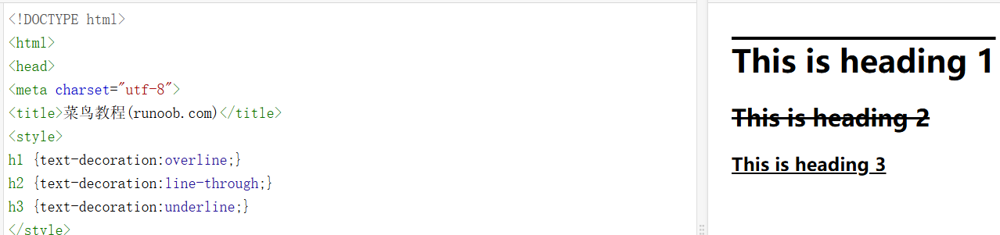 <!DOCTYPE html>
<html>
<head>
<meta charset="utf-8">
<title>菜鸟教程(runoob.com)</title>
<style>
h1 {text-decoration:overline;}
h2 {text-decoration:line-through;}
h3 {text-decoration:underline;}
</style>
This is heading 1
This is heading 2
This is heading 3